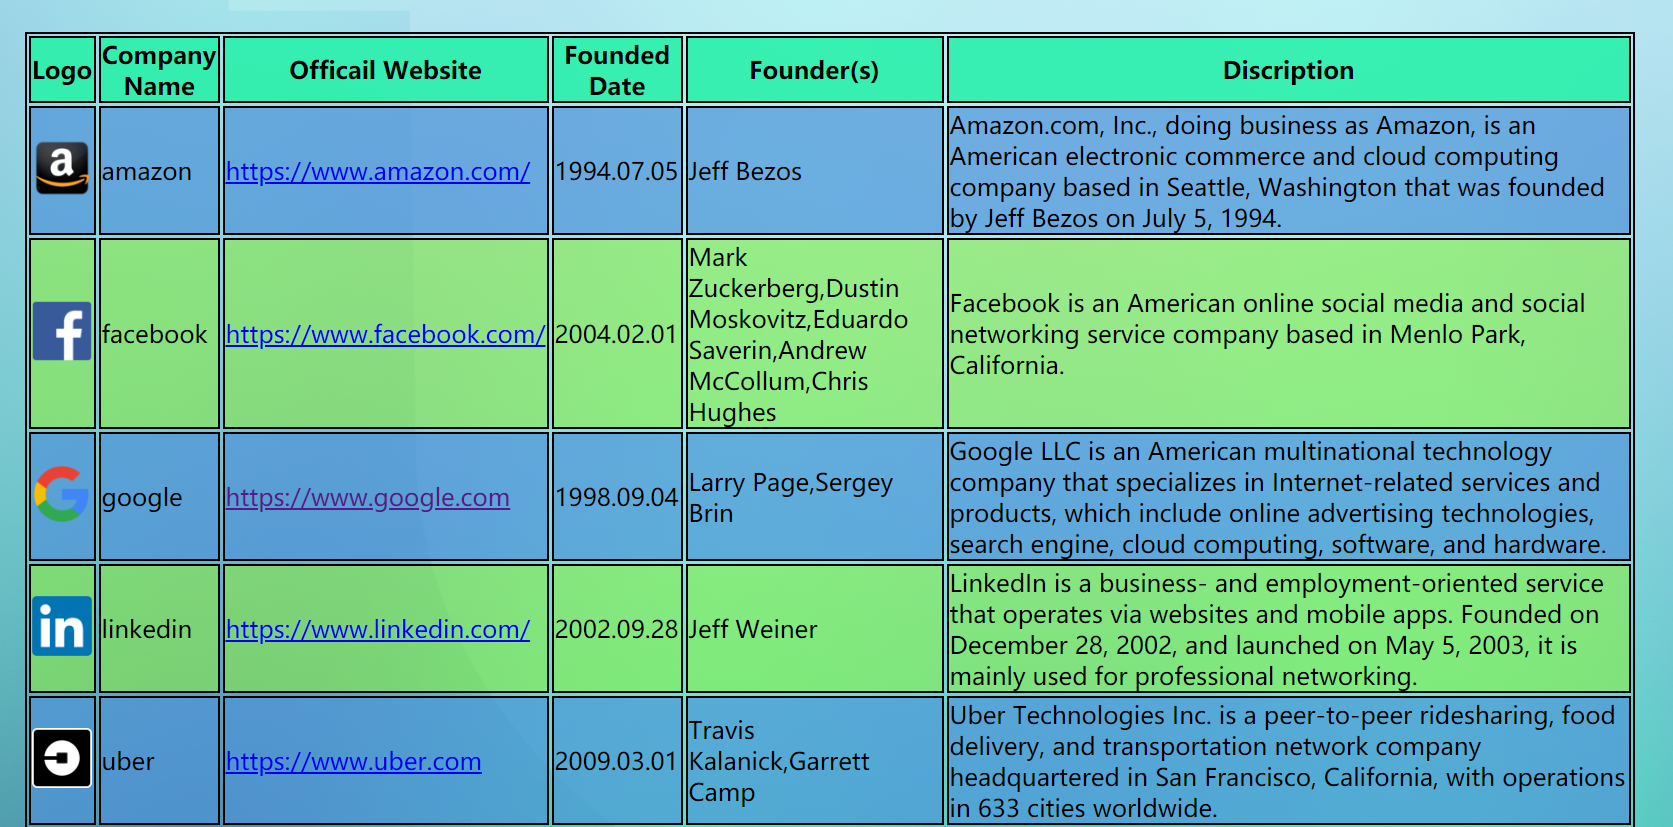 Logo
Company
Name
Officail Website
Founded
Date
Founder(s)
Discription
a
amazon
https://www.amazon.com/
1994.07.05
Jeff Bezos
Amazon.com, Inc., doing business as Amazon, is an
American electronic commerce and cloud computing
company based in Seattle, Washington that was founded
by Jeff Bezos on July 5, 1994.
f
facebook
https://www.facebook.com/
2004.02.01
Mark
Zuckerberg,Dustin
Moskovitz,Eduardo
Saverin,Andrew
McCollum,Chris
Hughes
Facebook is an American online social media and social
networking service company based in Menlo Park,
California.
G
google
https://www.google.com
1998.09.04
Larry Page,Sergey
Brin
Google LLC is an American multinational technology
company that specializes in Internet-related services and
products, which include online advertising technologies,
search engine, cloud computing, software, and hardware.
in
linkedin
https://www.linkedin.com/
2002.09.28
Jeff Weiner
LinkedIn is a business- and employment-oriented service
that operates via websites and mobile apps. Founded on
December 28, 2002, and launched on May 5, 2003, it is
mainly used for professional networking.
uber
https://www.uber.com
2009.03.01
Travis
Kalanick,Garrett
Camp
Uber Technologies Inc. is a peer-to-peer ridesharing, food
delivery, and transportation network company
headquartered in San Francisco, California, with operations
in 633 cities worldwide.